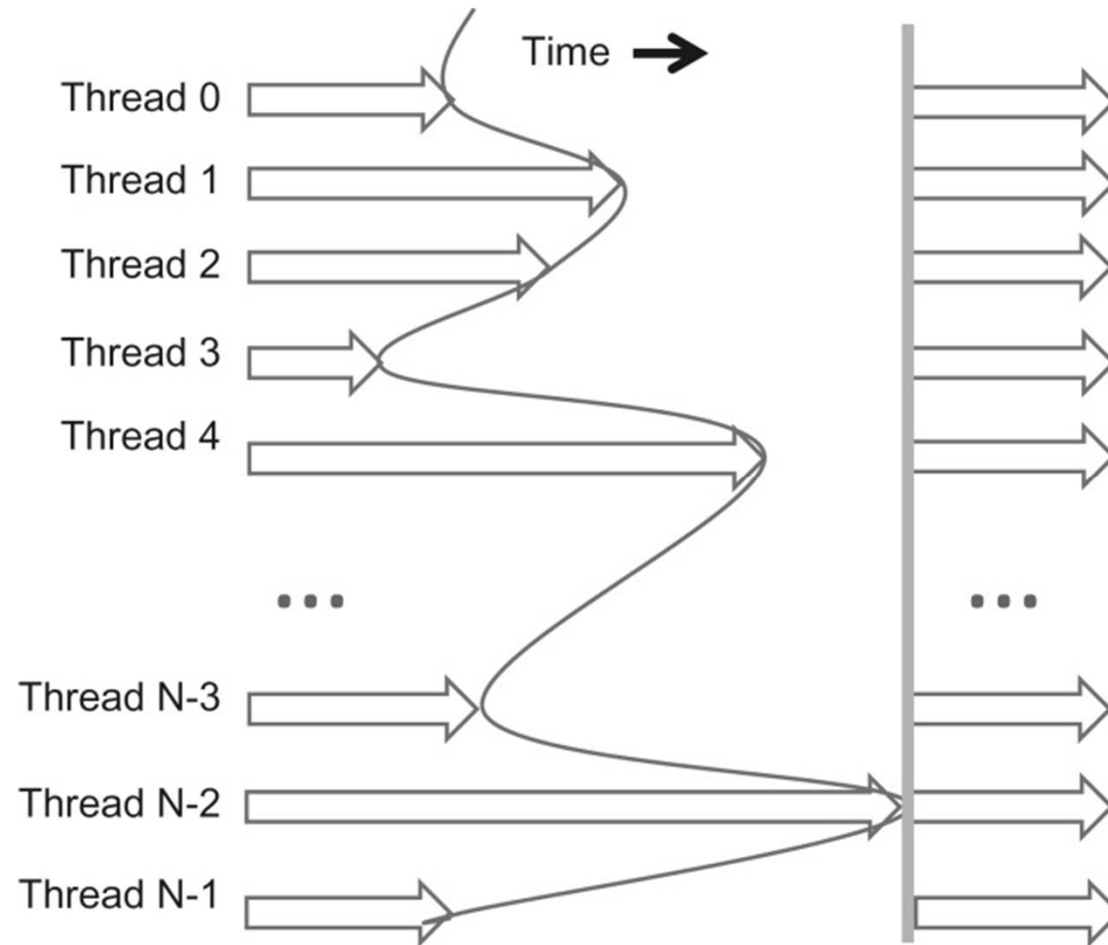 Time
Thread 0
Thread 1
Thread 2
Thread 3
Thread 4
...
...
Thread N-3
Thread N-2
Thread N-1